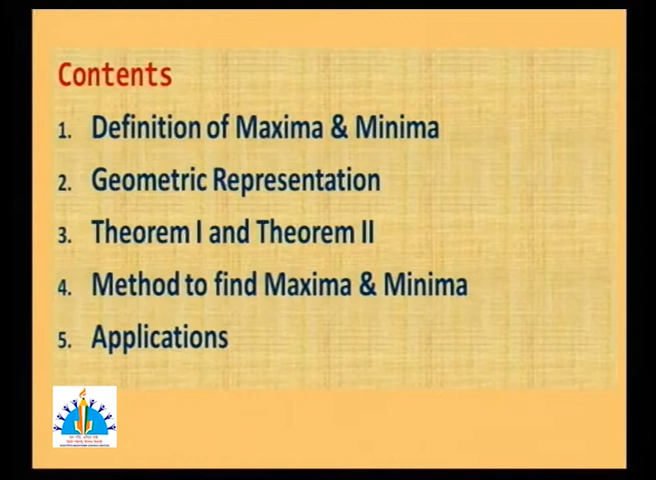 Contents
1. Definition of Maxima & Minima
2. Geometric Representation
3. Theorem I and Theorem II
4. Method to find Maxima & Minima
5. Applications